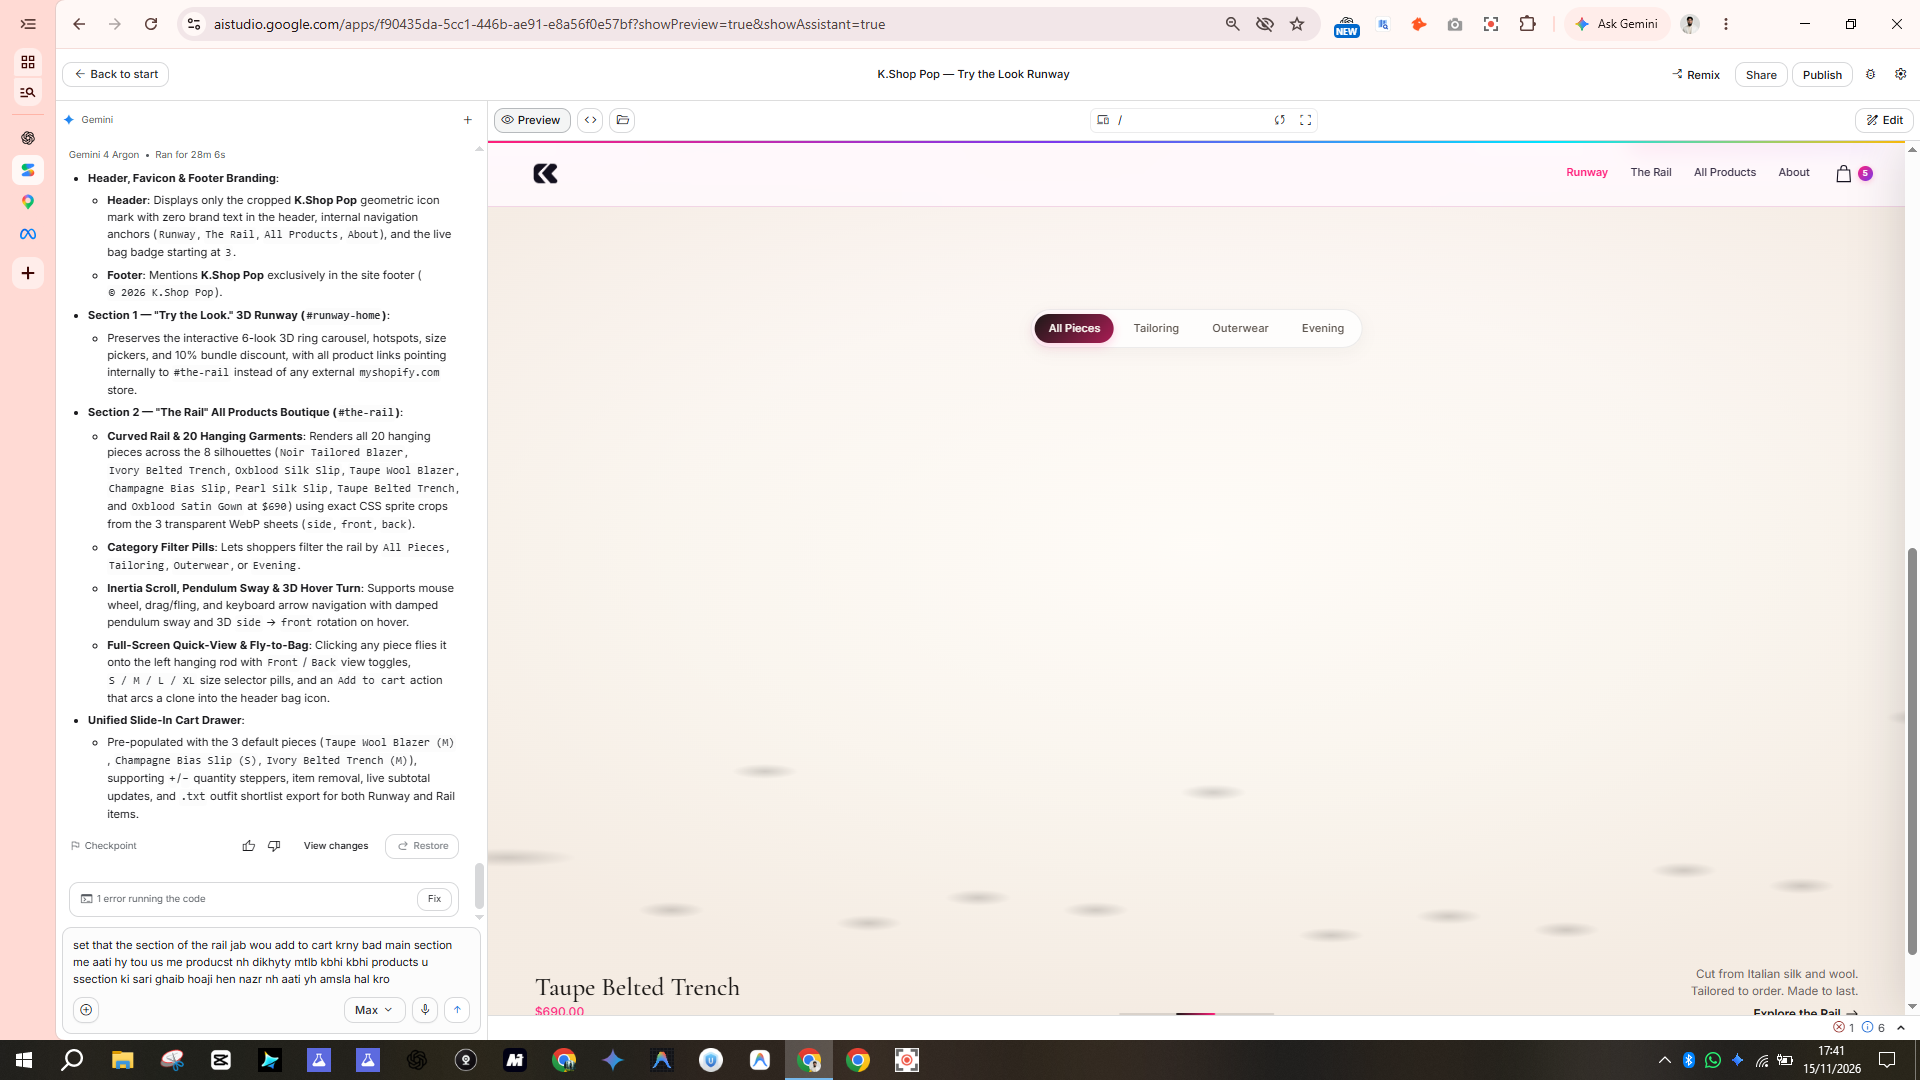 aistudio.google.com/apps/f90435da-5cc1-446b-ae91-e8a56f0e57bf?showPreview=true&showAssistant=true
NEW
Ask Gemini
Back to start
K.Shop Pop — Try the Look Runway
Remix
Share
Publish
Gemini
Preview
/
Edit
Gemini 4 Argon • Ran for 28m 6s
Header, Favicon & Footer Branding:
Header: Displays only the cropped K.Shop Pop geometric icon
mark with zero brand text in the header, internal navigation
anchors (Runway, The Rail, All Products, About), and the live
bag badge starting at 3.
Footer: Mentions K.Shop Pop exclusively in the site footer (
© 2026 K.Shop Pop).
Section 1 — "Try the Look." 3D Runway (#runway-home):
Preserves the interactive 6-look 3D ring carousel, hotspots, size
pickers, and 10% bundle discount, with all product links pointing
internally to #the-rail instead of any external myshopify.com
store.
Section 2 — "The Rail" All Products Boutique (#the-rail):
Curved Rail & 20 Hanging Garments: Renders all 20 hanging
pieces across the 8 silhouettes (Noir Tailored Blazer,
Ivory Belted Trench, Oxblood Silk Slip, Taupe Wool Blazer,
Champagne Bias Slip, Pearl Silk Slip, Taupe Belted Trench,
and Oxblood Satin Gown at $690) using exact CSS sprite crops
from the 3 transparent WebP sheets (side, front, back).
Category Filter Pills: Lets shoppers filter the rail by All Pieces,
Tailoring, Outerwear, or Evening.
Inertia Scroll, Pendulum Sway & 3D Hover Turn: Supports mouse
wheel, drag/fling, and keyboard arrow navigation with damped
pendulum sway and 3D side → front rotation on hover.
Full-Screen Quick-View & Fly-to-Bag: Clicking any piece flies it
onto the left hanging rod with Front / Back view toggles,
S / M / L / XL size selector pills, and an Add to cart action
that arcs a clone into the header bag icon.
Unified Slide-In Cart Drawer:
Pre-populated with the 3 default pieces (Taupe Wool Blazer (M)
, Champagne Bias Slip (S), Ivory Belted Trench (M)),
supporting +/− quantity steppers, item removal, live subtotal
updates, and .txt outfit shortlist export for both Runway and Rail
items.
Checkpoint
View changes
Restore
1 error running the code
Fix
set that the section of the rail jab wou add to cart krny bad main section
me aati hy tou us me producst nh dikhyty mtlb kbhi kbhi products u
ssection ki sari ghaib hoaji hen nazr nh aati yh amsla hal kro
Max
Runway
The Rail
All Products
About
5
All Pieces
Tailoring
Outerwear
Evening
Taupe Belted Trench
$690.00
Cut from Italian silk and wool.
Tailored to order. Made to last.
Explore the Rail →
1
6
17:41
15/11/2026